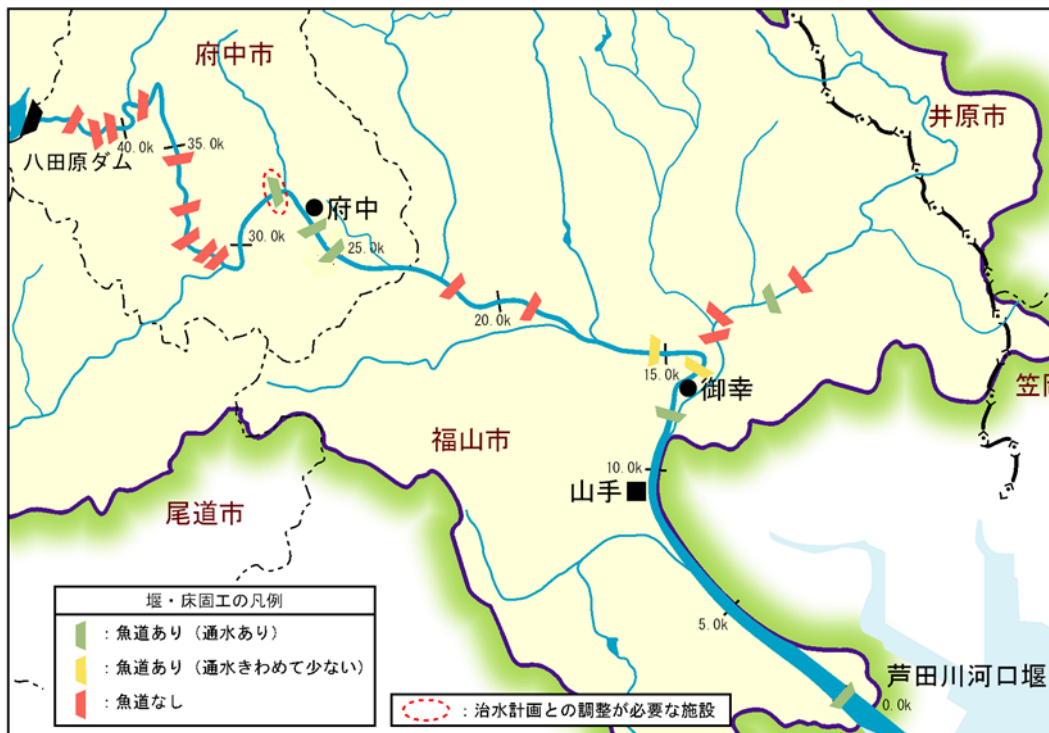 府中市
井原市
八田原ダム
40.0k
35.0k
府中
30.0k
25.0k
20.0k
15.0k
御幸
福山市
10.0k
山手
尾道市
5.0k
芦田川河口堰
0.0k
堰・床固工の凡例
：魚道あり（通水あり）
：魚道あり（通水きわめて少ない）
：魚道なし
：治水計画との調整が必要な施設